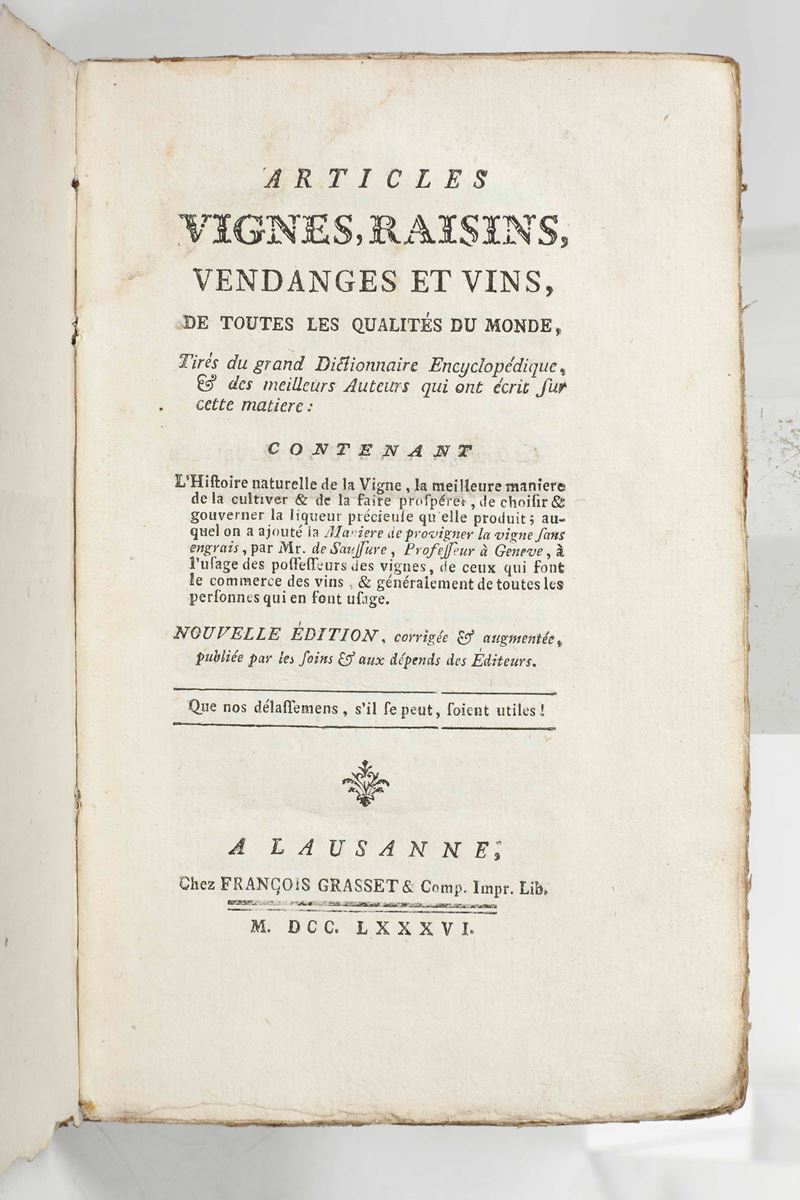 ARTICLES
VIGNES, RAISINS,
VENDANGES ET VINS,
DE TOUTES LES QUALITÉS DU MONDE,
Tirés du grand Dictionnaire Encyclopédique,
& des meilleurs Auteurs qui ont écrit ſur
cette matiere :
CONTENANT
L'Hiſtoire naturelle de la Vigne, la meilleure maniere
de la cultiver & de la faire proſpérer, de choiſir &
gouverner la liqueur précieuſe qu'elle produit; au-
quel on a ajouté la Maniere de provigner la vigne ſans
engrais, par Mr. de Sauſſure, Profeſſeur à Geneve, à
l'uſage des poſſeſſeurs des vignes, de ceux qui font
le commerce des vins, & généralement de toutes les
perſonnes qui en font uſage.
NOUVELLE ÉDITION, corrigée & augmentée,
publiée par les ſoins & aux dépends des Éditeurs.
Que nos délaſſemens, s'il ſe peut, ſoient utiles !
A LAUSANNE,
Chez FRANÇOIS GRASSET & Comp. Impr. Lib.
M. DCC. LXXXVI.